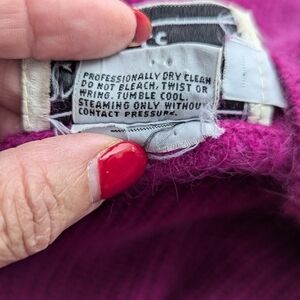 PROFESSIONALLY DRY CLEAN
DO NOT BLEACH, TWIST OR
WRING. TUMBLE COOL.
STEAMING ONLY WITHOUT
CONTACT PRESSURE.